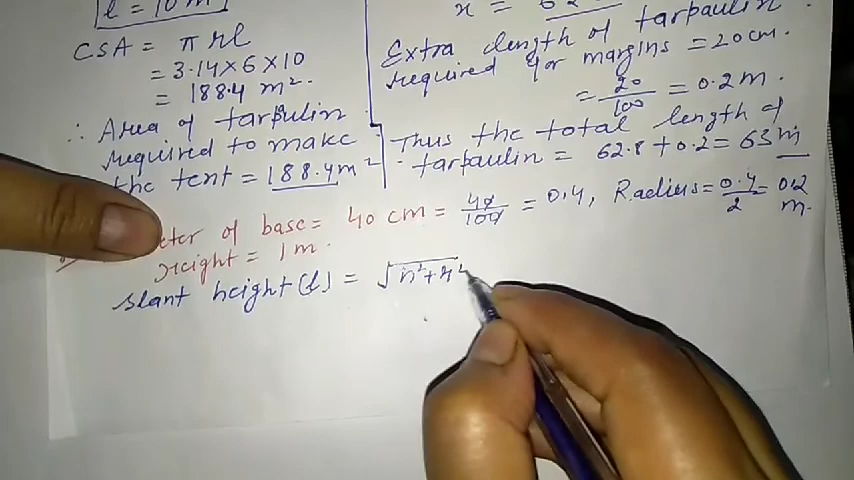 l = 10 m
CSA = π r l
= 3.14 × 6 × 10
= 188.4 m².
∴ Area of tarpulin
required to make
the tent = 188.4 m²
x =
Extra length of tarpaulin
required for margins = 20 cm.
= 20/100 = 0.2 m.
Thus the total length of
tarpaulin = 62.8 + 0.2 = 63 m
of base = 40 cm = 40/100 = 0.4, Radius = 0.4/2 = 0.2 m.
Height = 1 m.
Slant height (l) = √h² + r²